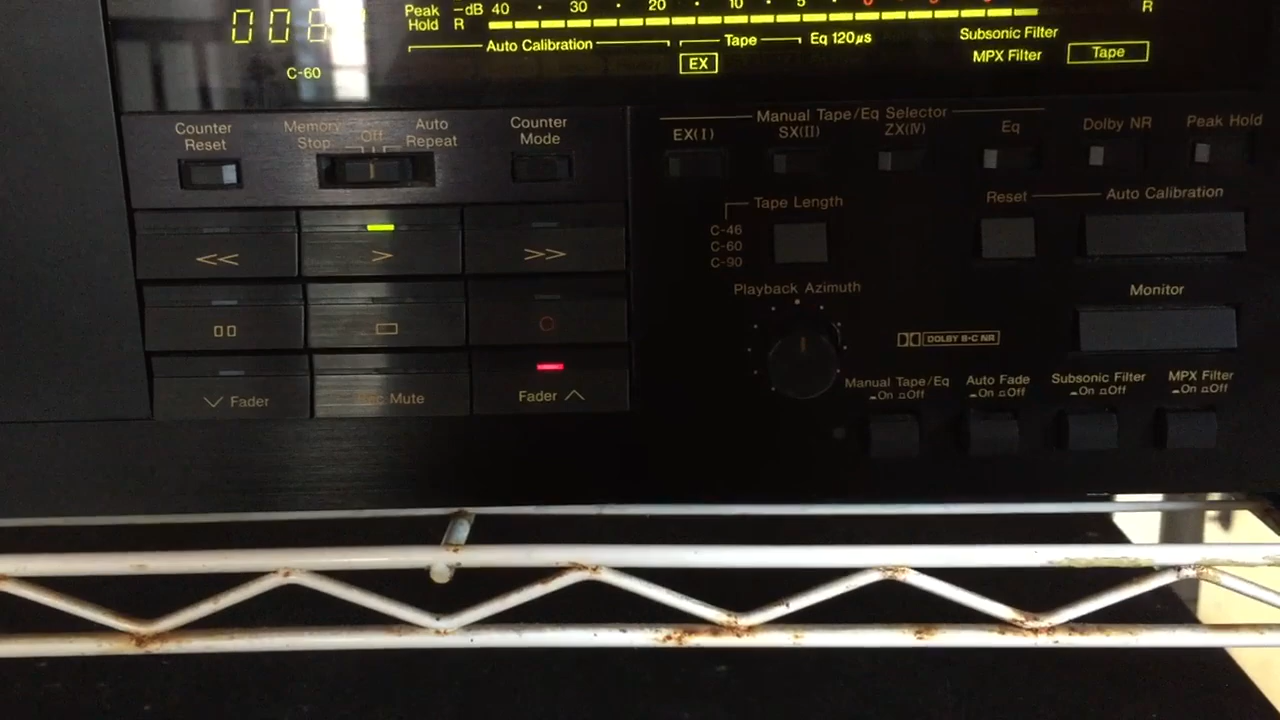 008
Peak Hold
-dB 40 · 30 · 20 · 10 · 5
R
R
Auto Calibration
Tape
Eq 120µs
Subsonic Filter
EX
MPX Filter
Tape
C-60
Counter Reset
Memory Stop
Off
Auto Repeat
Counter Mode
Manual Tape/Eq Selector
EX(I)
SX(II)
ZX(IV)
Eq
Dolby NR
Peak Hold
Tape Length
C-46
C-60
C-90
Reset
Auto Calibration
<<
>
>>
Playback Azimuth
Monitor
DOLBY B-C NR
Fader
Rec Mute
Fader
Manual Tape/Eq
On Off
Auto Fade
On Off
Subsonic Filter
On Off
MPX Filter
On Off